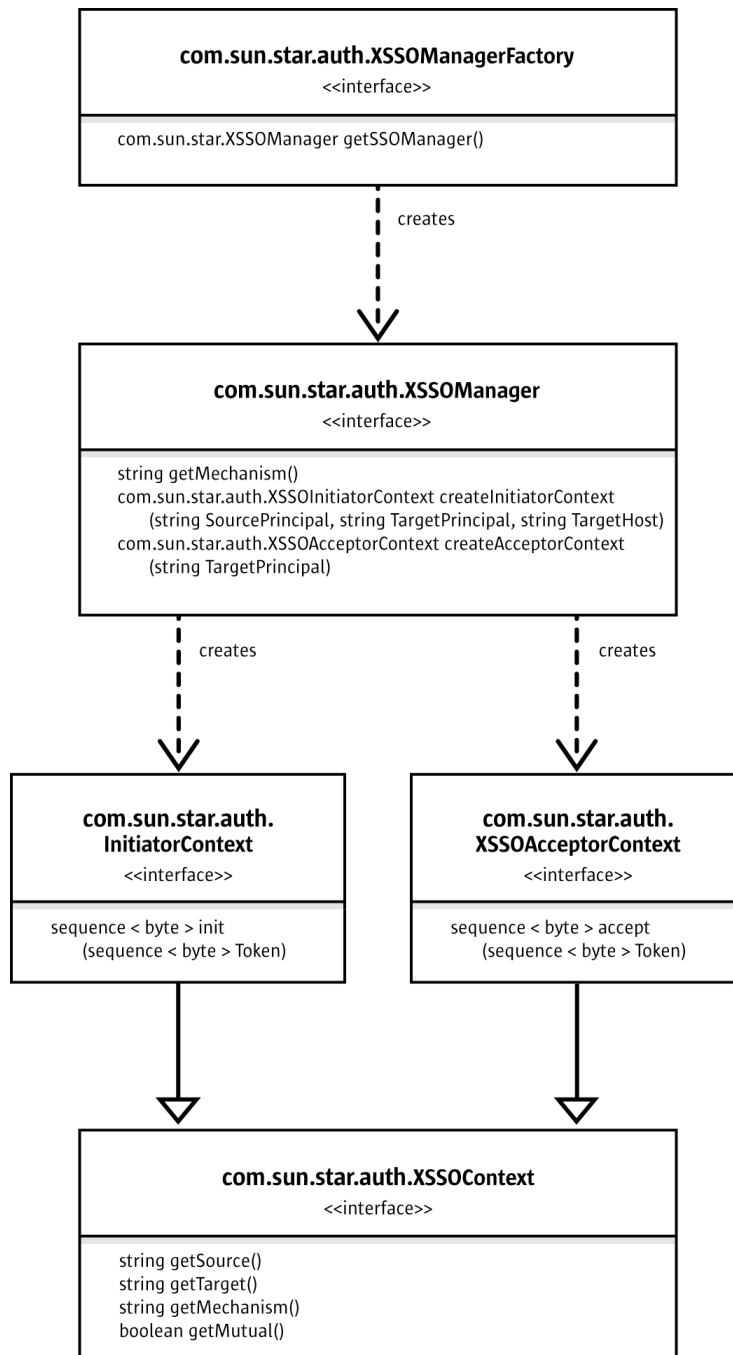 com.sun.star.auth.XSSOManagerFactory
<<interface>>
com.sun.star.XSSOManager getSSOManager()
creates
com.sun.star.auth.XSSOManager
<<interface>>
string getMechanism()
com.sun.star.auth.XSSOInitiatorContext createInitiatorContext
(string SourcePrincipal, string TargetPrincipal, string TargetHost)
com.sun.star.auth.XSSOAcceptorContext createAcceptorContext
(string TargetPrincipal)
creates
creates
com.sun.star.auth.
InitiatorContext
<<interface>>
sequence < byte > init
(sequence < byte > Token)
com.sun.star.auth.
XSSOAcceptorContext
<<interface>>
sequence < byte > accept
(sequence < byte > Token)
com.sun.star.auth.XSSOContext
<<interface>>
string getSource()
string getTarget()
string getMechanism()
boolean getMutual()